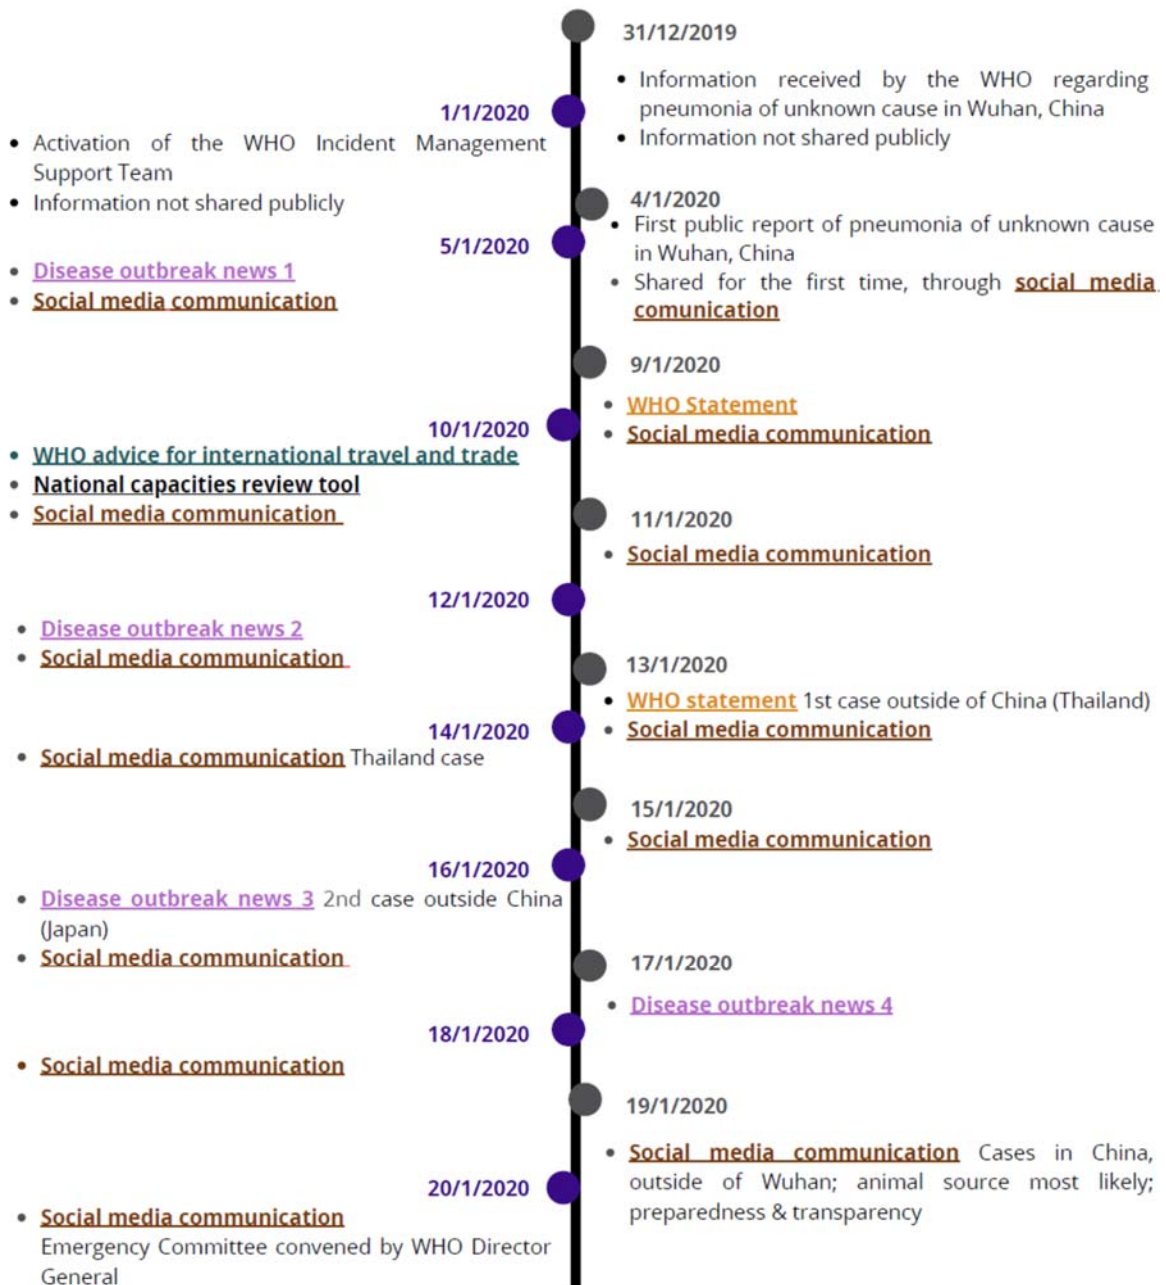 31/12/2019
• Information received by the WHO regarding
pneumonia of unknown cause in Wuhan, China
• Information not shared publicly
1/1/2020
• Activation of the WHO Incident Management
Support Team
• Information not shared publicly
4/1/2020
• First public report of pneumonia of unknown cause
in Wuhan, China
• Shared for the first time, through social media
comunication
5/1/2020
• Disease outbreak news 1
• Social media communication
9/1/2020
• WHO Statement
• Social media communication
10/1/2020
• WHO advice for international travel and trade
• National capacities review tool
• Social media communication
11/1/2020
• Social media communication
12/1/2020
• Disease outbreak news 2
• Social media communication
13/1/2020
• WHO statement 1st case outside of China (Thailand)
• Social media communication
14/1/2020
• Social media communication Thailand case
15/1/2020
• Social media communication
16/1/2020
• Disease outbreak news 3 2nd case outside China
(Japan)
• Social media communication
17/1/2020
• Disease outbreak news 4
18/1/2020
• Social media communication
19/1/2020
• Social media communication Cases in China,
outside of Wuhan; animal source most likely;
preparedness & transparency
20/1/2020
• Social media communication
Emergency Committee convened by WHO Director
General